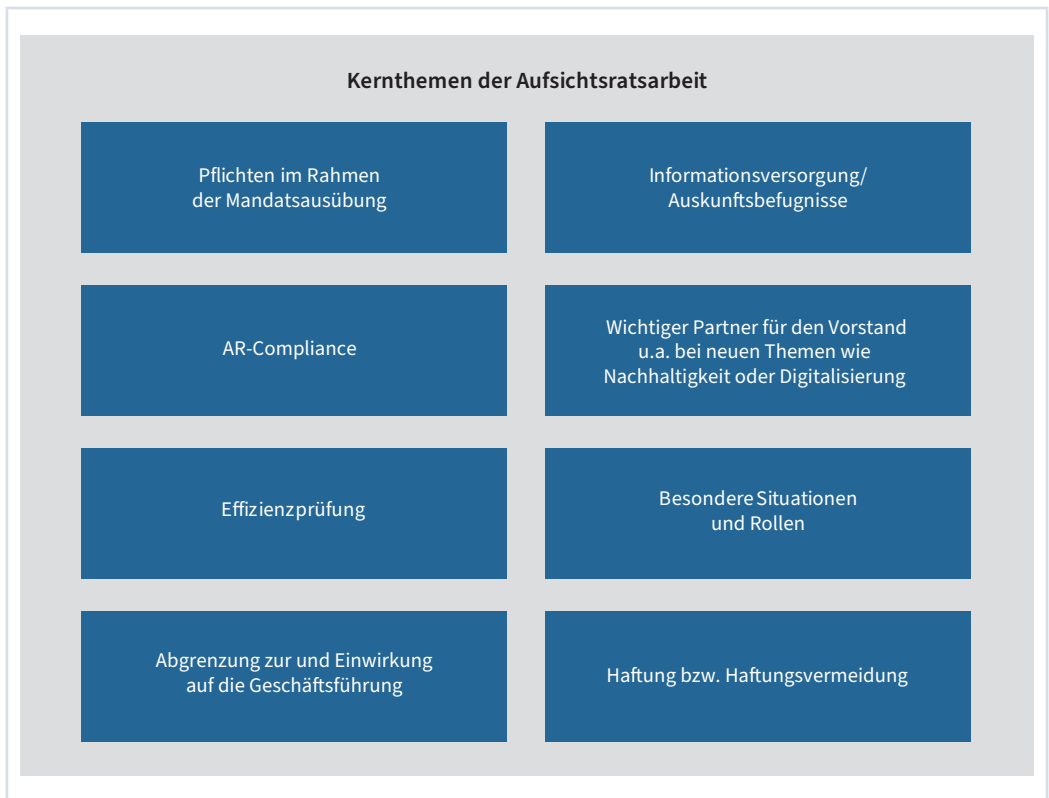 Kernthemen der Aufsichtsratsarbeit
Pflichten im Rahmen
der Mandatsausübung
Informationsversorgung/
Auskunftsbefugnisse
AR-Compliance
Wichtiger Partner für den Vorstand
u.a. bei neuen Themen wie
Nachhaltigkeit oder Digitalisierung
Effizienzprüfung
Besondere Situationen
und Rollen
Abgrenzung zur und Einwirkung
auf die Geschäftsführung
Haftung bzw. Haftungsvermeidung